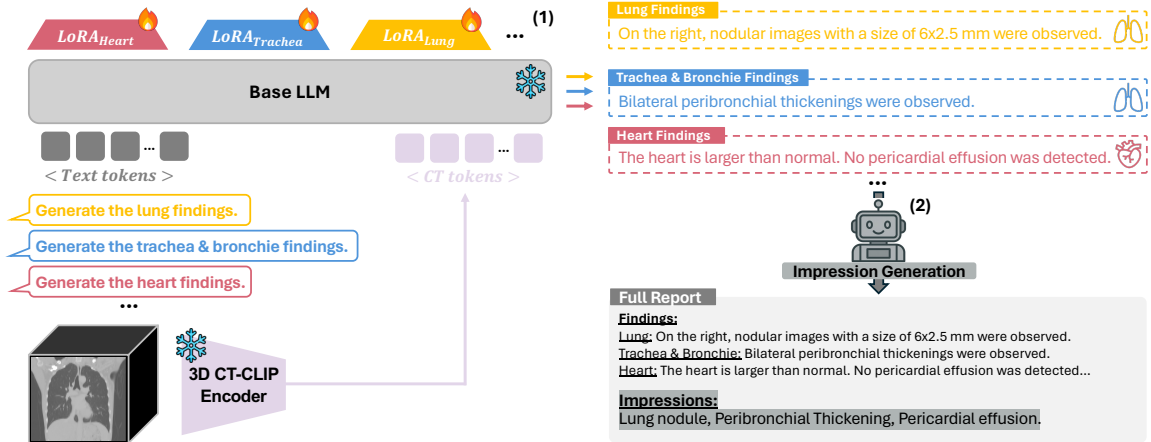 LoRA_Heart
LoRA_Trachea
LoRA_Lung
...
(1)
Base LLM
...
...
< Text tokens >
< CT tokens >
Generate the lung findings.
Generate the trachea & bronchie findings.
Generate the heart findings.
...
3D CT-CLIP
Encoder
Lung Findings
On the right, nodular images with a size of 6x2.5 mm were observed.
Trachea & Bronchie Findings
Bilateral peribronchial thickenings were observed.
Heart Findings
The heart is larger than normal. No pericardial effusion was detected.
...
(2)
Impression Generation
Full Report
Findings:
Lung: On the right, nodular images with a size of 6x2.5 mm were observed.
Trachea & Bronchie: Bilateral peribronchial thickenings were observed.
Heart: The heart is larger than normal. No pericardial effusion was detected...
Impressions:
Lung nodule, Peribronchial Thickening, Pericardial effusion.